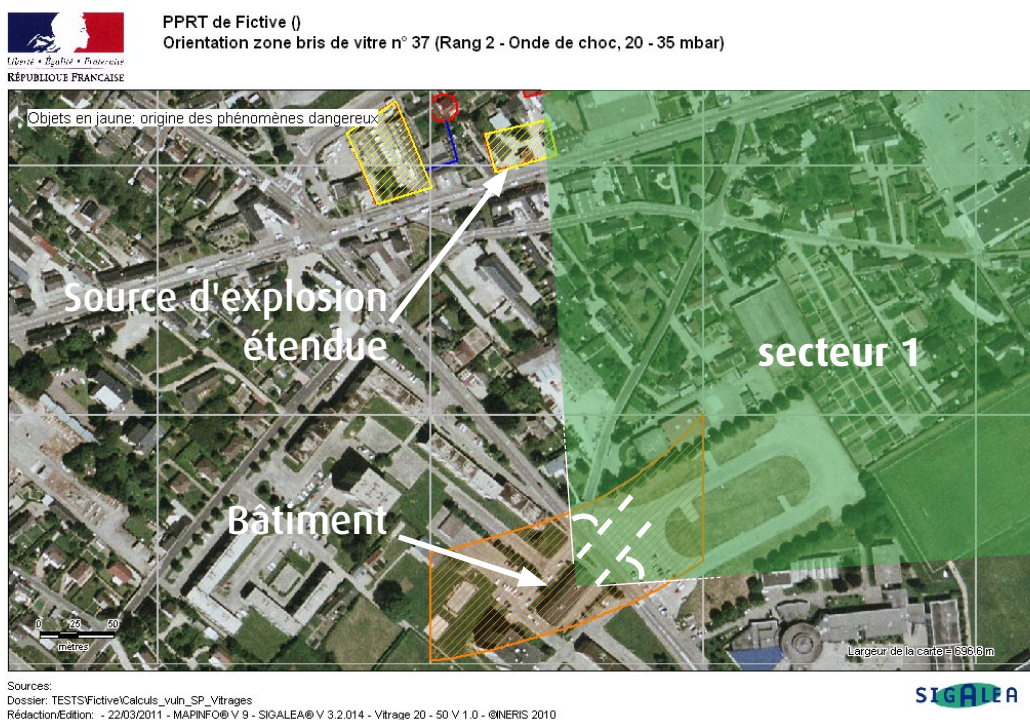 PPRT de Fictive ()
Orientation zone bris de vitre n° 37 (Rang 2 - Onde de choc, 20 - 35 mbar)
Liberté • Égalité • Fraternité
RÉPUBLIQUE FRANÇAISE
Objets en jaune: origine des phénomènes dangereux
Source d'explosion
étendue
secteur 1
Bâtiment
0 25 50
metres
Largeur de la carte = 696.6 m
Sources:
Dossier: TESTS\Fictive\Calculs_vuln_SP_Vitrages
Rédaction/Edition: - 22/03/2011 - MAPINFO® V 9 - SIGALEA® V 3.2.014 - Vitrage 20 - 50 V 1.0 - ©INERIS 2010
SIGALEA